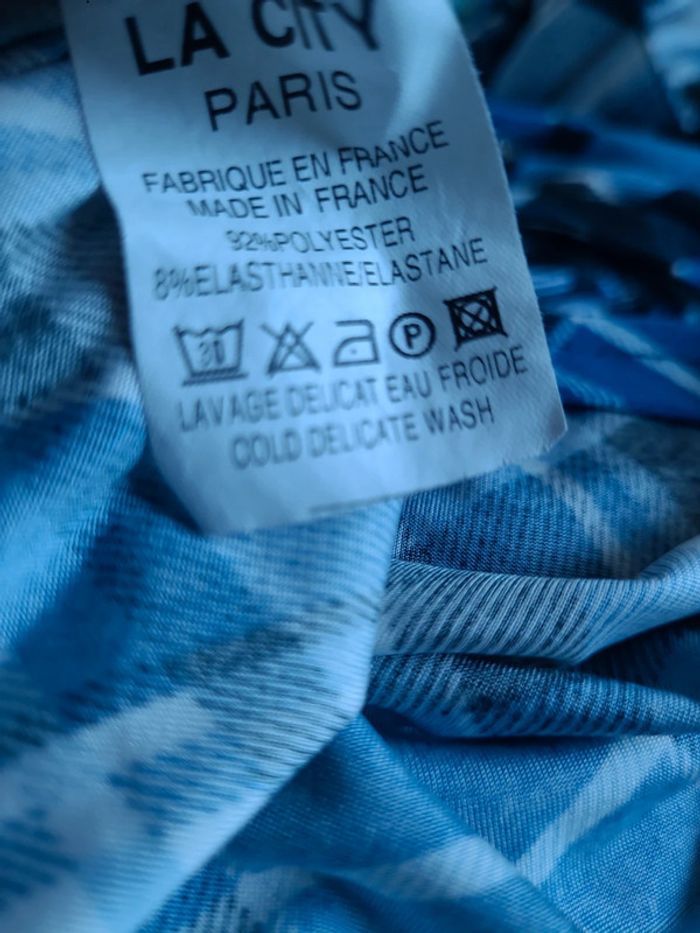 LA CITY
PARIS
FABRIQUE EN FRANCE
MADE IN FRANCE
92%POLYESTER
8%ELASTHANNE/ELASTANE
30 P
LAVAGE DELICAT EAU FROIDE
COLD DELICATE WASH